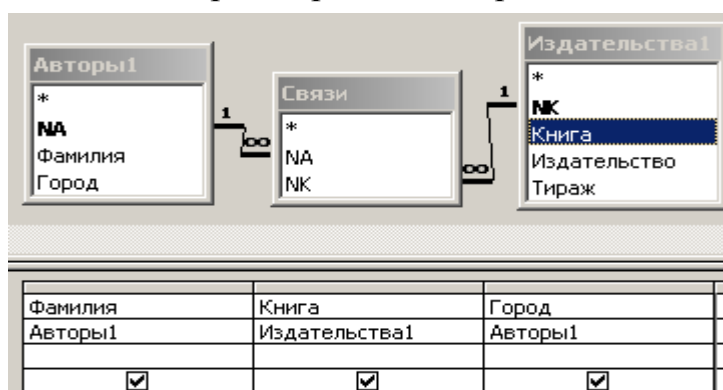 Авторы1
*
NA
Фамилия
Город
1
∞
Связи
*
NA
NK
1
∞
Издательства1
*
NK
Книга
Издательство
Тираж
Фамилия Книга Город
Авторы1 Издательства1 Авторы1